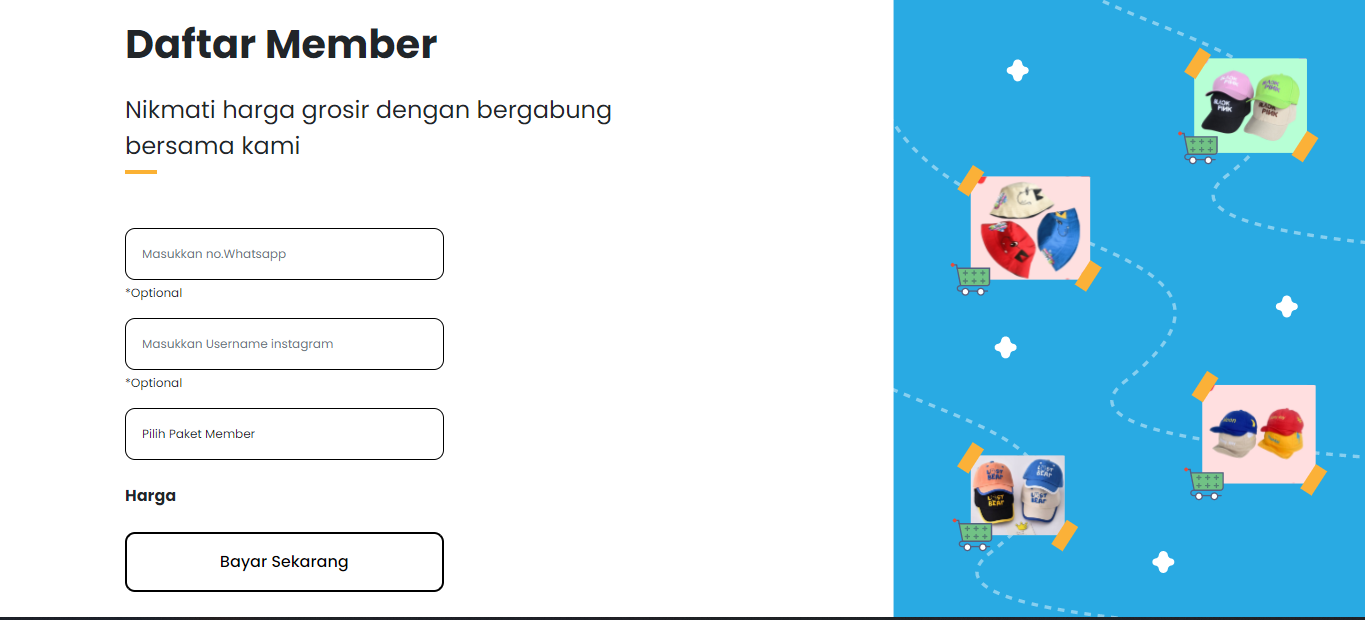 Daftar Member
Nikmati harga grosir dengan bergabung
bersama kami
Masukkan no.Whatsapp
*Optional
Masukkan Username instagram
*Optional
Pilih Paket Member
Harga
Bayar Sekarang